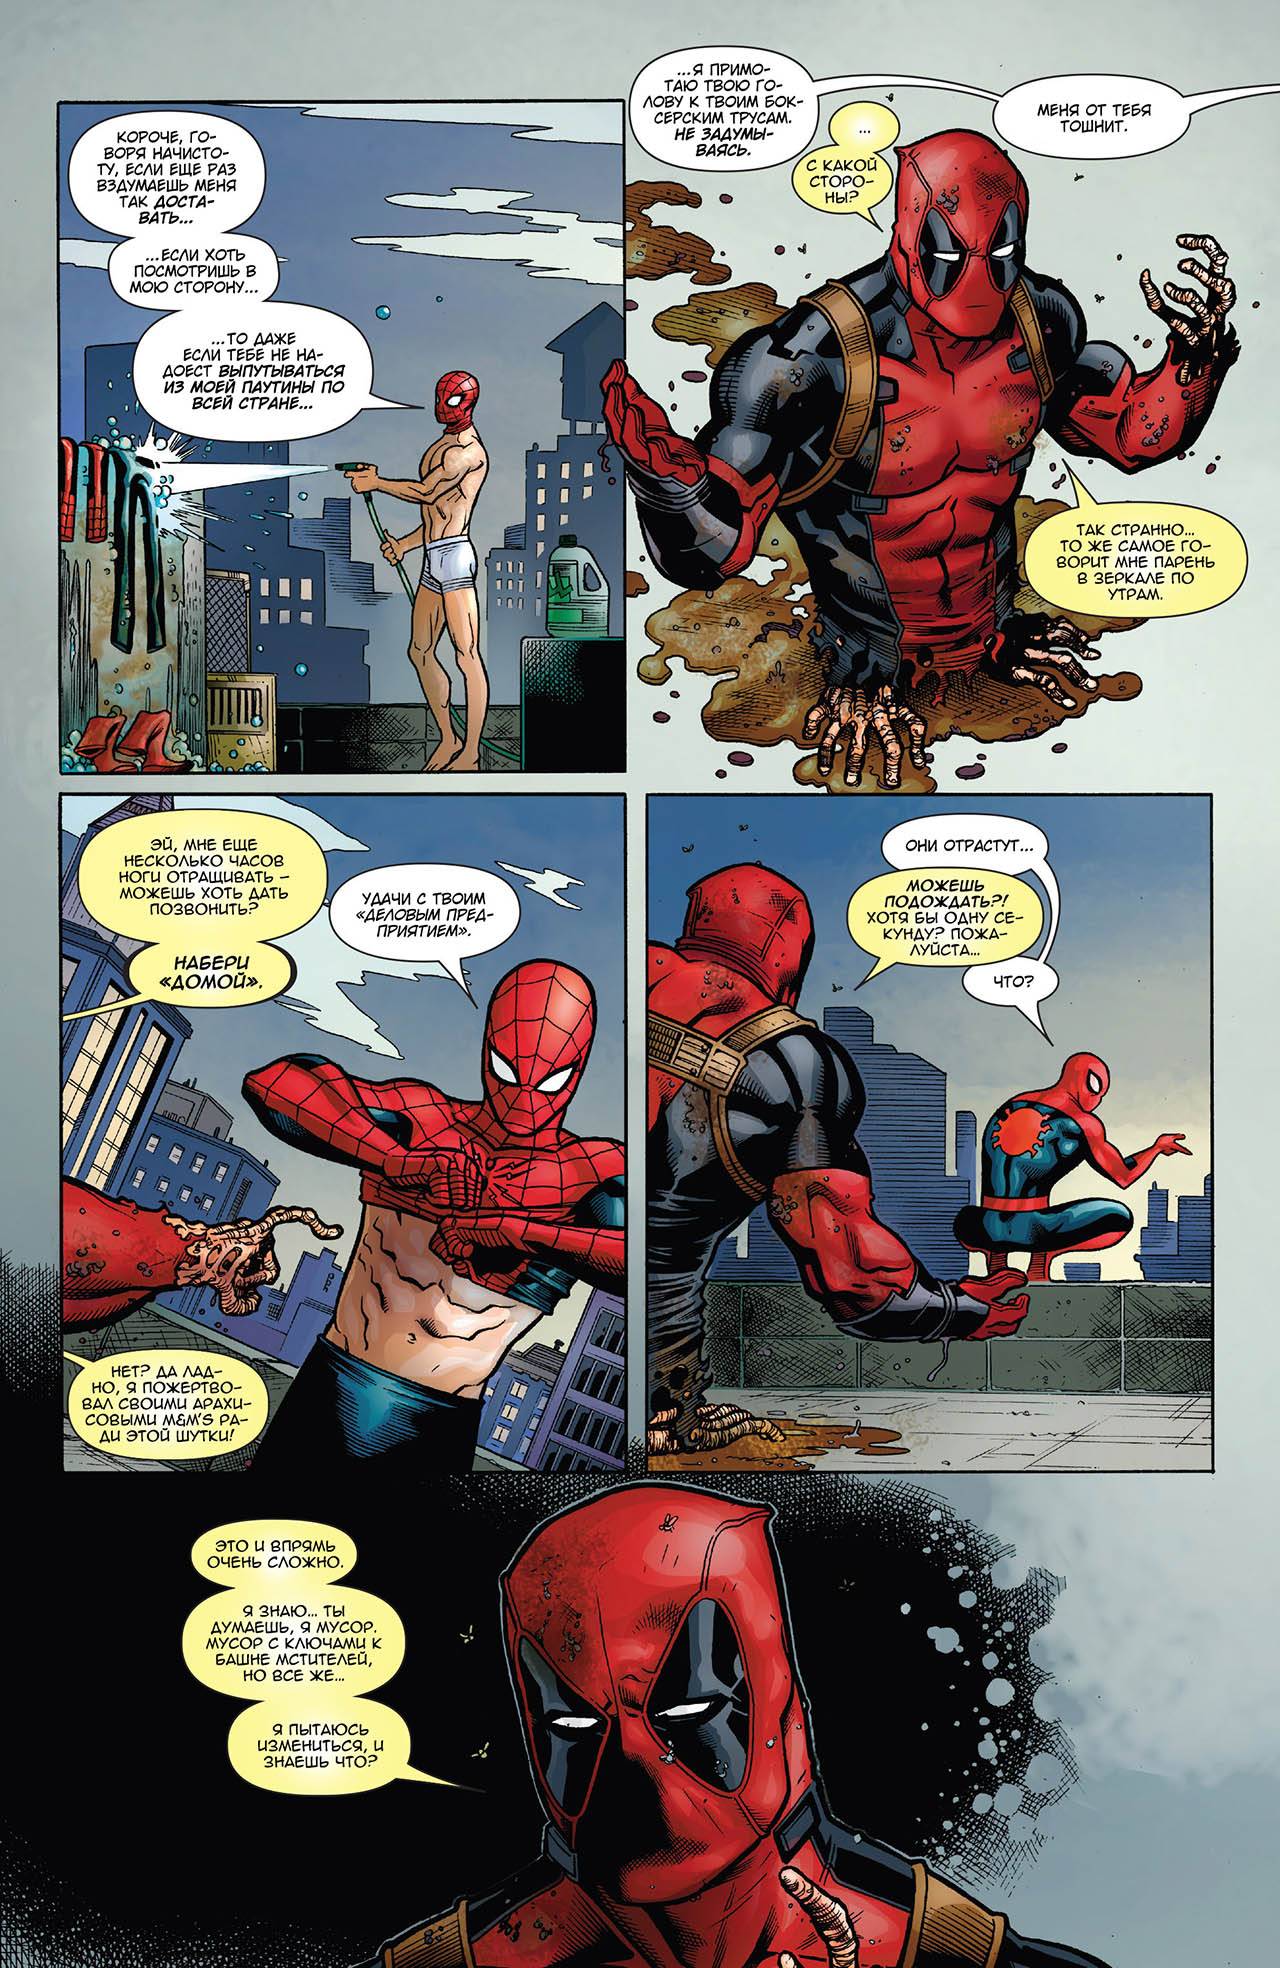 КОРОЧЕ, ГО-
ВОРЯ НАЧИСТО-
ТУ, ЕСЛИ ЕЩЕ РАЗ
ВЗДУМАЕШЬ МЕНЯ
ТАК ДОСТА-
ВАТЬ...
...ЕСЛИ ХОТЬ
ПОСМОТРИШЬ В
МОЮ СТОРОНУ...
...ТО ДАЖЕ
ЕСЛИ ТЕБЕ НЕ НА-
ДОЕСТ ВЫПУТЫВАТЬСЯ
ИЗ МОЕЙ ПАУТИНЫ ПО
ВСЕЙ СТРАНЕ...
...Я ПРИМО-
ТАЮ ТВОЮ ГО-
ЛОВУ К ТВОИМ БОК-
СЕРСКИМ ТРУСАМ.
НЕ ЗАДУМЫ-
ВАЯСЬ.
...
С КАКОЙ
СТОРО-
НЫ?
МЕНЯ ОТ ТЕБЯ
ТОШНИТ.
ТАК СТРАННО...
ТО ЖЕ САМОЕ ГО-
ВОРИТ МНЕ ПАРЕНЬ
В ЗЕРКАЛЕ ПО
УТРАМ.
ЭЙ, МНЕ ЕЩЕ
НЕСКОЛЬКО ЧАСОВ
НОГИ ОТРАЩИВАТЬ –
МОЖЕШЬ ХОТЬ ДАТЬ
ПОЗВОНИТЬ?
НАБЕРИ
«ДОМОЙ».
УДАЧИ С ТВОИМ
«ДЕЛОВЫМ ПРЕД-
ПРИЯТИЕМ».
НЕТ? ДА ЛАД-
НО, Я ПОЖЕРТВО-
ВАЛ СВОИМИ АРАХИ-
СОВЫМИ M&M'S РА-
ДИ ЭТОЙ ШУТКИ!
ОНИ ОТРАСТУТ...
МОЖЕШЬ
ПОДОЖДАТЬ?!
ХОТЯ БЫ ОДНУ СЕ-
КУНДУ? ПОЖА-
ЛУЙСТА...
ЧТО?
ЭТО И ВПРЯМЬ
ОЧЕНЬ СЛОЖНО.
Я ЗНАЮ... ТЫ
ДУМАЕШЬ, Я МУСОР.
МУСОР С КЛЮЧАМИ К
БАШНЕ МСТИТЕЛЕЙ,
НО ВСЕ ЖЕ...
Я ПЫТАЮСЬ
ИЗМЕНИТЬСЯ, И
ЗНАЕШЬ ЧТО?